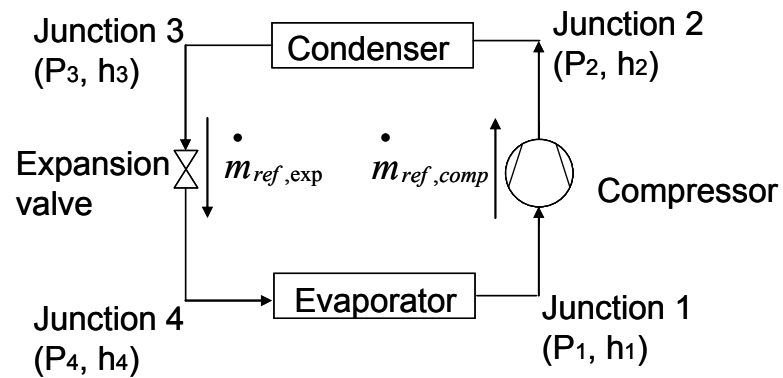 Junction 3
(P3, h3)
Condenser
Junction 2
(P2, h2)
Expansion
valve
ṁref,exp
ṁref,comp
Compressor
Junction 4
(P4, h4)
Evaporator
Junction 1
(P1, h1)